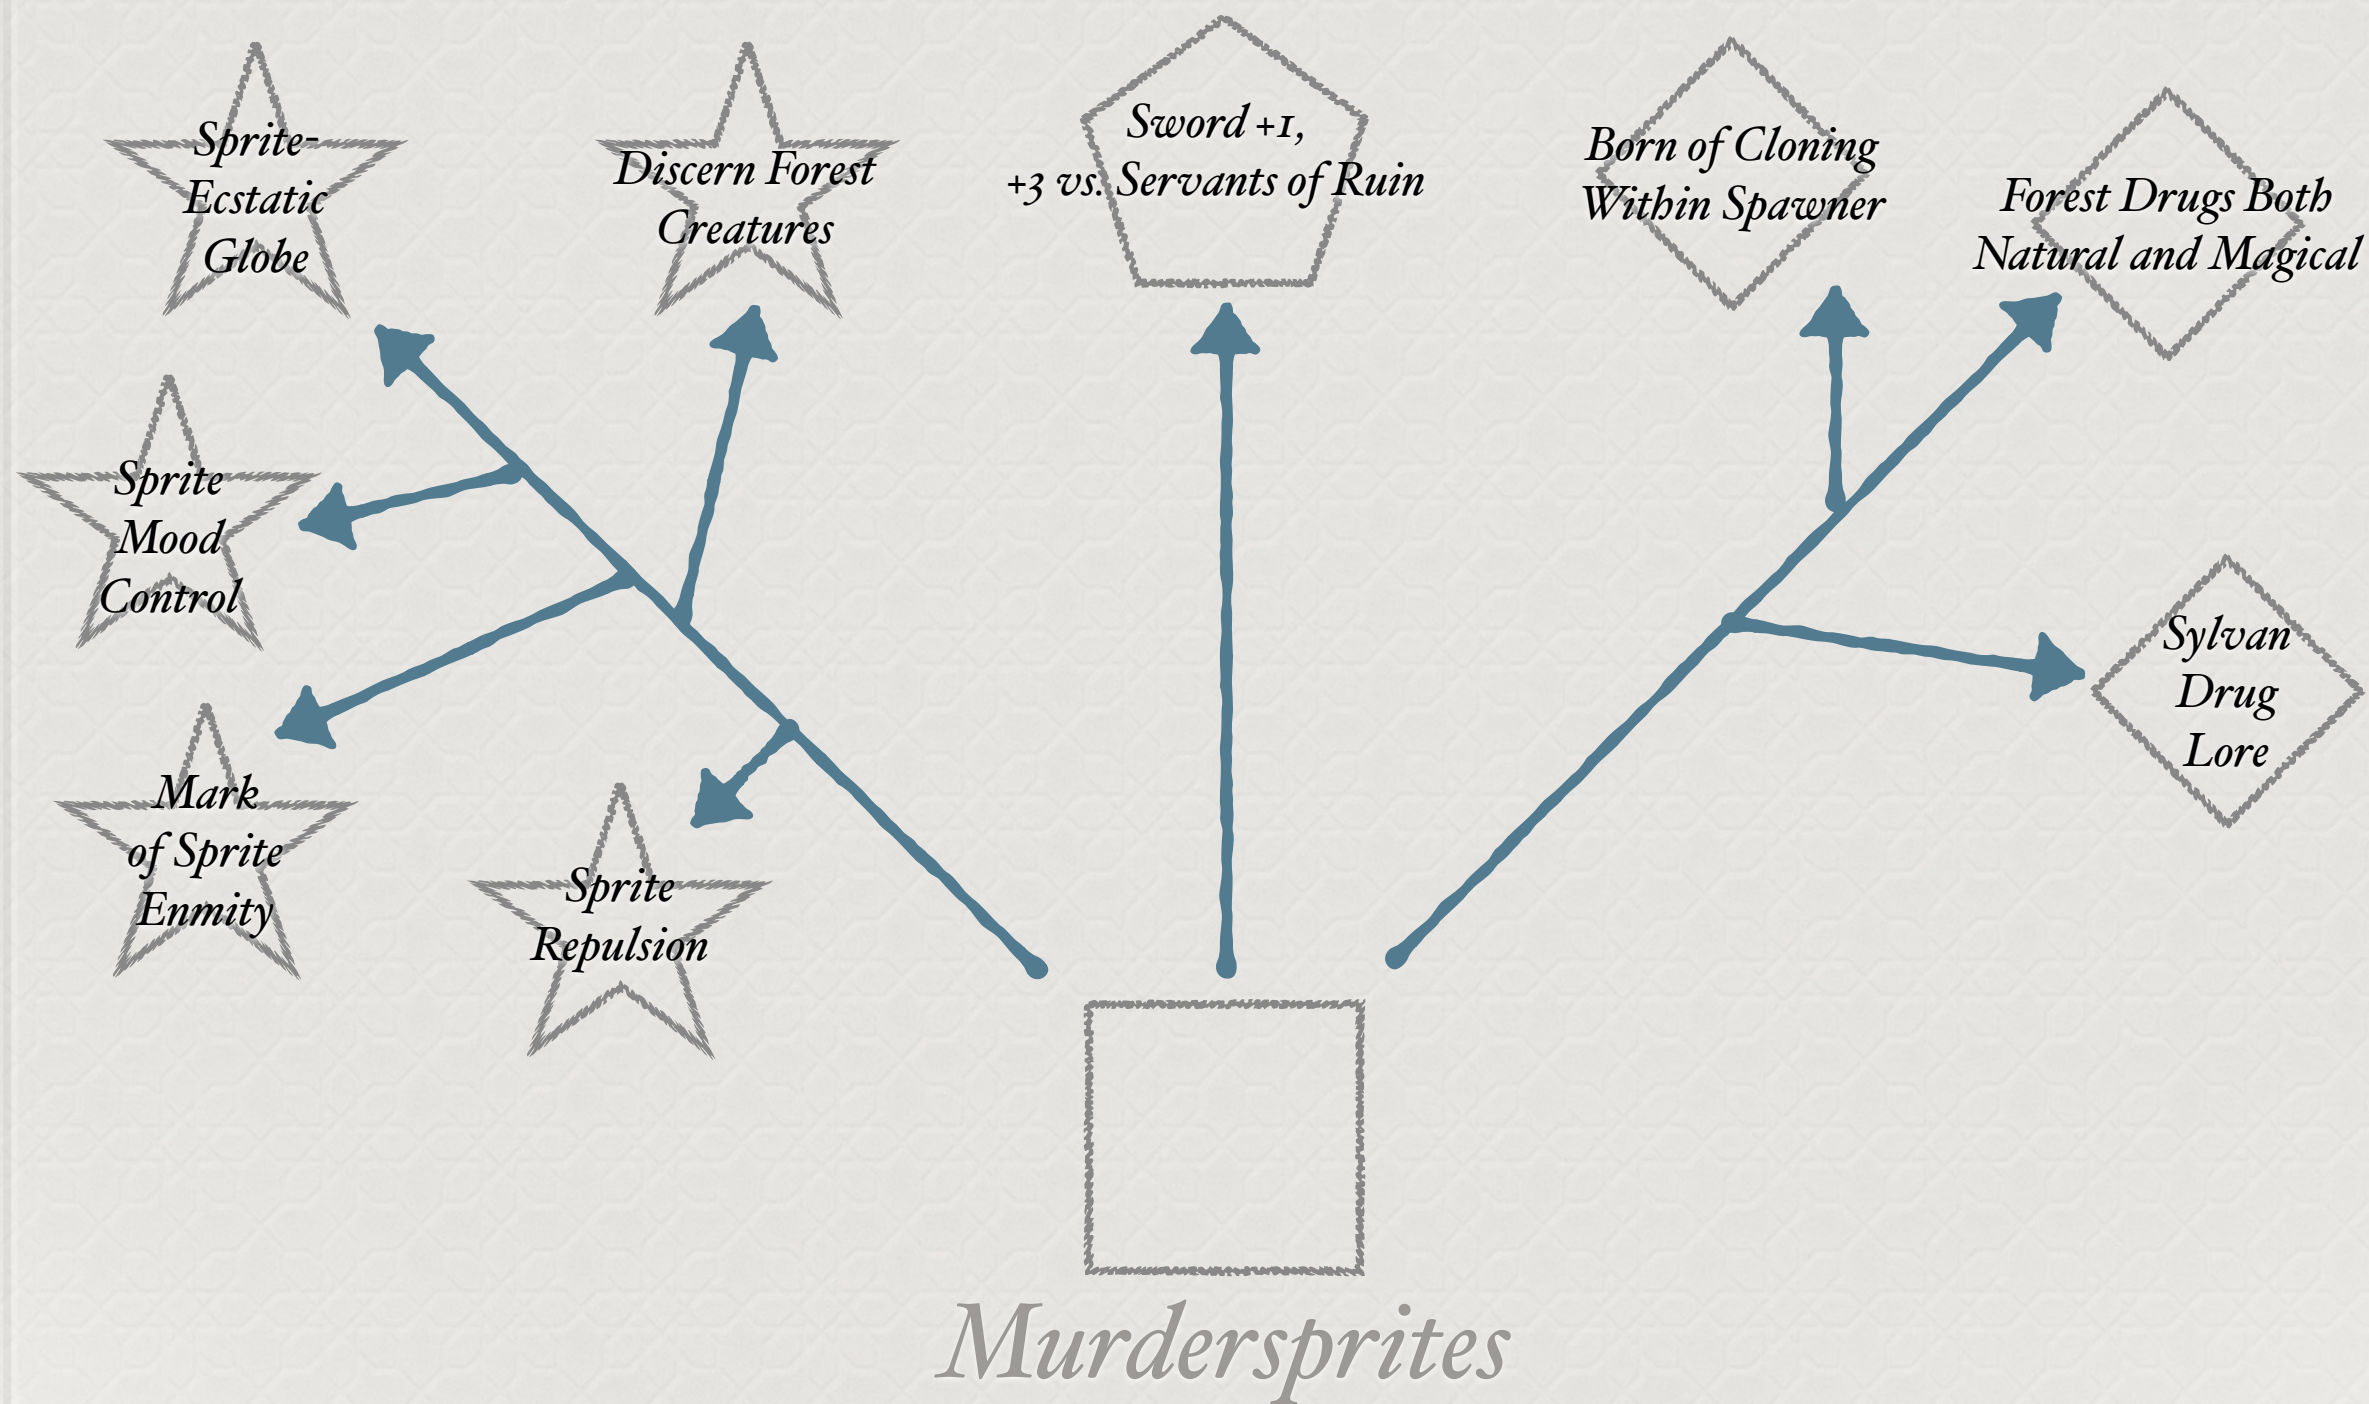 Sprite-
Ecstatic
Globe
Discern Forest
Creatures
Sword +1,
+3 vs. Servants of Ruin
Born of Cloning
Within Spawner
Forest Drugs Both
Natural and Magical
Sprite
Mood
Control
Sylvan
Drug
Lore
Mark
of Sprite
Enmity
Sprite
Repulsion
Murdersprites